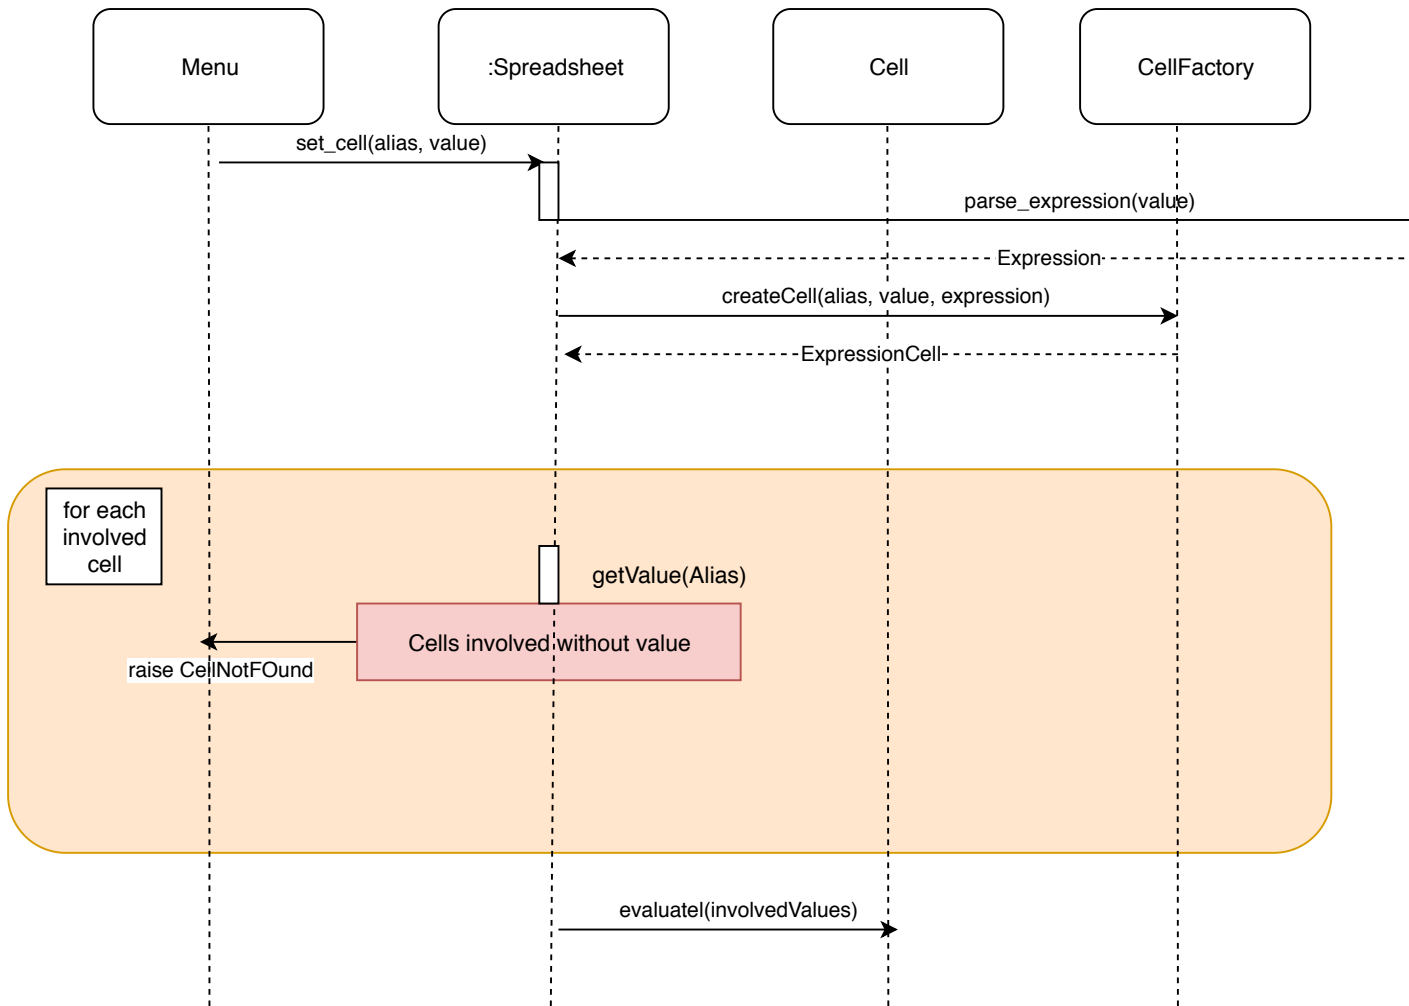 Menu
:Spreadsheet
Cell
CellFactory
set_cell(alias, value)
parse_expression(value)
Expression
createCell(alias, value, expression)
ExpressionCell
for each
involved
cell
getValue(Alias)
Cells involved without value
raise CellNotFOund
evaluatel(involvedValues)